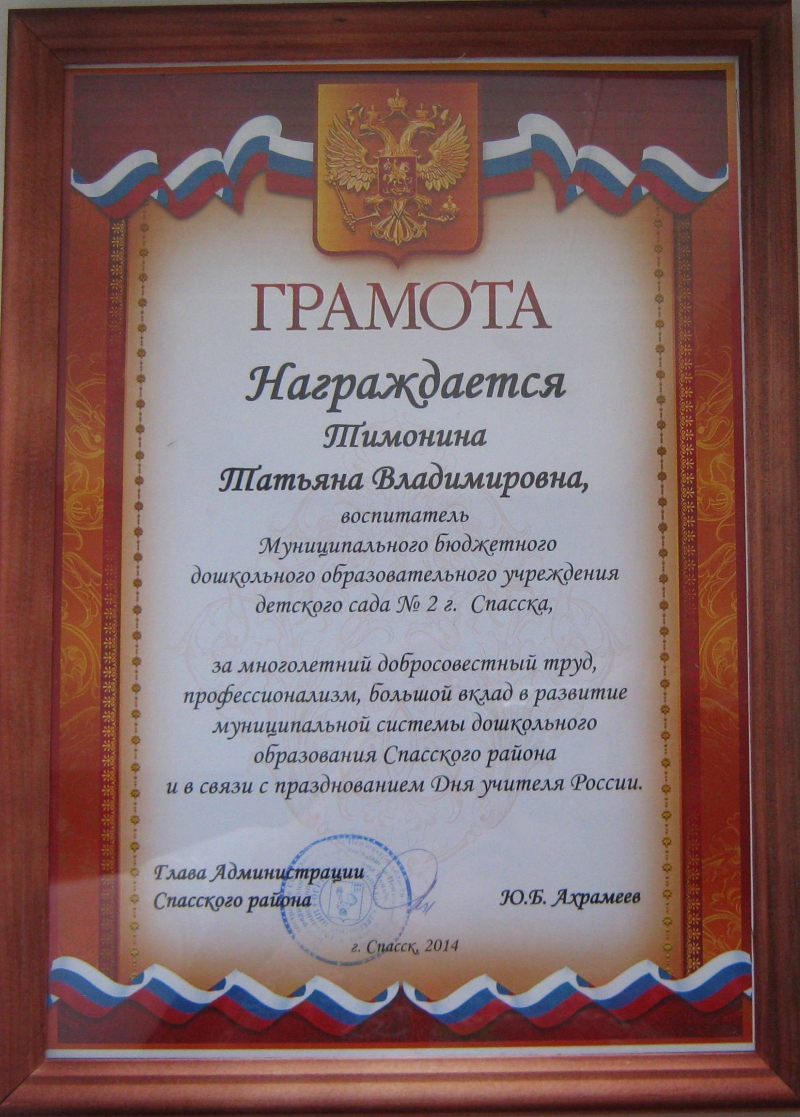 ГРАМОТА
Награждается
Тимонина
Татьяна Владимировна,
воспитатель
Муниципального бюджетного
дошкольного образовательного учреждения
детского сада № 2 г. Спасска,
за многолетний добросовестный труд,
профессионализм, большой вклад в развитие
муниципальной системы дошкольного
образования Спасского района
и в связи с празднованием Дня учителя России.
Глава Администрации
Спасского района
Ю.Б. Ахрамеев
г. Спасск, 2014